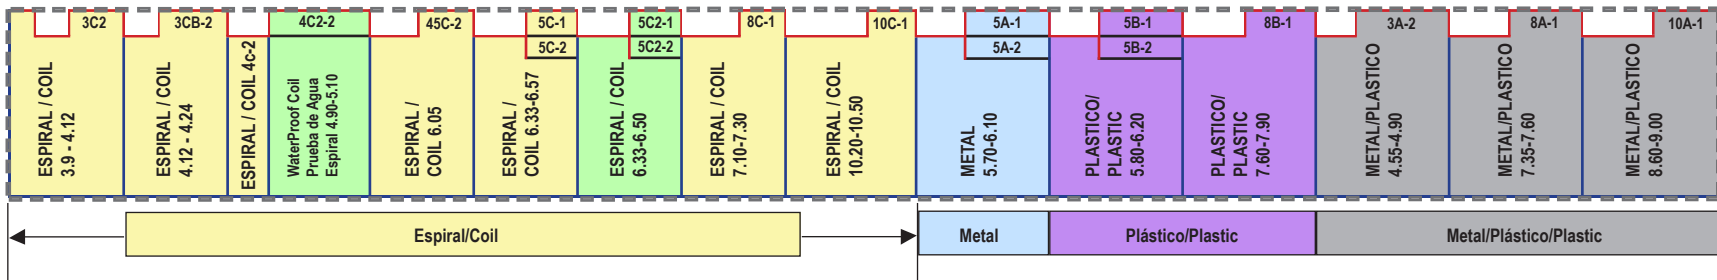 3C2
3CB-2
4C2-2
45C-2
5C-1
5C2-1
8C-1
10C-1
5A-1
5B-1
8B-1
3A-2
8A-1
10A-1
5C-2
5C2-2
5A-2
5B-2
ESPIRAL / COIL
3.9 - 4.12
ESPIRAL / COIL
4.12 - 4.24
ESPIRAL / COIL 4c-2
WaterProof Coil
Prueba de Agua
Espiral 4.90-5.10
ESPIRAL /
COIL 6.05
ESPIRAL /
COIL 6.33-6.57
ESPIRAL / COIL
6.33-6.50
ESPIRAL / COIL
7.10-7.30
ESPIRAL / COIL
10.20-10.50
METAL
5.70-6.10
PLASTICO/
PLASTIC
5.80-6.20
PLASTICO/
PLASTIC
7.60-7.90
METAL/PLASTICO
4.55-4.90
METAL/PLASTICO
7.35-7.60
METAL/PLASTICO
8.60-9.00
Espiral/Coil
Metal
Plástico/Plastic
Metal/Plástico/Plastic